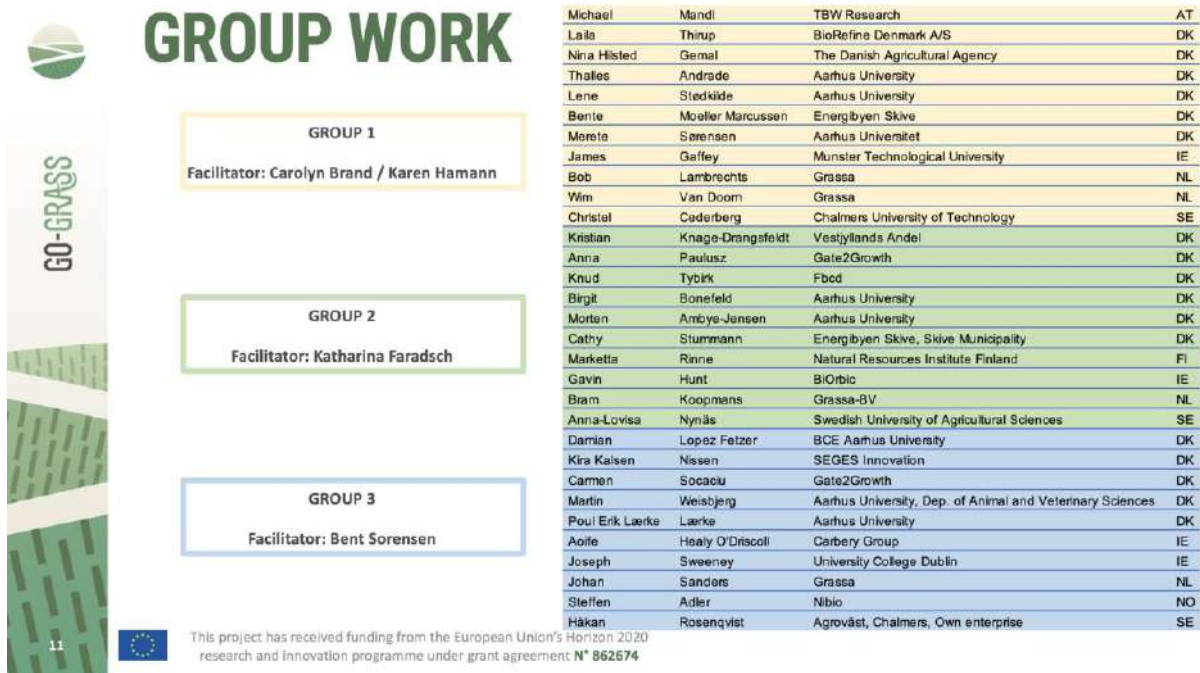 GROUP WORK
GO-GRASS
GROUP 1
Facilitator: Carolyn Brand / Karen Hamann
GROUP 2
Facilitator: Katharina Faradsch
GROUP 3
Facilitator: Bent Sorensen
Michael Mandl TBW Research AT
Laila Thirup BioRefine Denmark A/S DK
Nina Hilsted Gemal The Danish Agricultural Agency DK
Thalles Andrade Aarhus University DK
Lene Stødkilde Aarhus University DK
Bente Moeller Marcussen Energibyen Skive DK
Merete Sørensen Aarhus Universitet DK
James Gaffey Munster Technological University IE
Bob Lambrechts Grassa NL
Wim Van Doorn Grassa NL
Christel Cederberg Chalmers University of Technology SE
Kristian Knage-Drangsfeldt Vestjyllands Andel DK
Anna Paulusz Gate2Growth DK
Knud Tybirk Fbcd DK
Birgit Bonefeld Aarhus University DK
Morten Ambye-Jensen Aarhus University DK
Cathy Stummann Energibyen Skive, Skive Municipality DK
Marketta Rinne Natural Resources Institute Finland FI
Gavin Hunt BiOrbic IE
Bram Koopmans Grassa-BV NL
Anna-Lovisa Nynäs Swedish University of Agricultural Sciences SE
Damian Lopez Fetzer BCE Aarhus University DK
Kira Kaisen Nissen SEGES Innovation DK
Carmen Socaciu Gate2Growth DK
Martin Weisbjerg Aarhus University, Dep. of Animal and Veterinary Sciences DK
Poul Erik Lærke Lærke Aarhus University DK
Aoife Healy O'Driscoll Carbery Group IE
Joseph Sweeney University College Dublin IE
Johan Sanders Grassa NL
Steffen Adler Nibio NO
Håkan Rosenqvist Agroväst, Chalmers, Own enterprise SE
11
This project has received funding from the European Union's Horizon 2020
research and innovation programme under grant agreement N° 862674